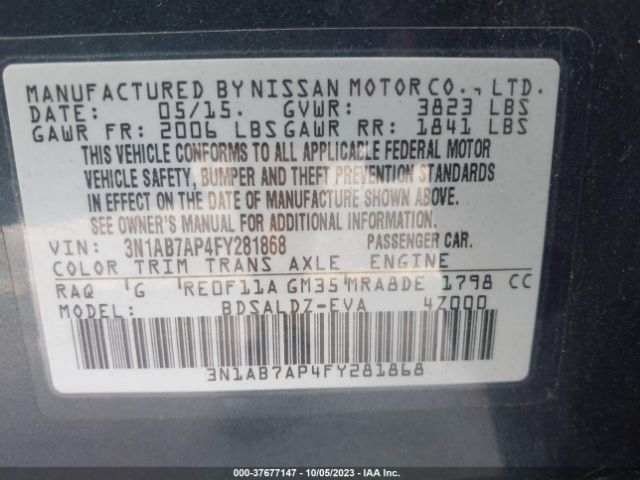 MANUFACTURED BY NISSAN MOTOR CO., LTD.
DATE: 05/15. GVWR: 3823 LBS
GAWR FR: 2006 LBS GAWR RR: 1841 LBS
THIS VEHICLE CONFORMS TO ALL APPLICABLE FEDERAL MOTOR
VEHICLE SAFETY, BUMPER AND THEFT PREVENTION STANDARDS
IN EFFECT ON THE DATE OF MANUFACTURE SHOWN ABOVE.
SEE OWNER'S MANUAL FOR ADDITIONAL INFORMATION.
VIN: 3N1AB7AP4FY281868 PASSENGER CAR.
COLOR TRIM TRANS AXLE ENGINE
RAQ G RE0F11A GM35 MRA8DE 1798 CC
MODEL: BDSALDZ-EVA 4Z000
3N1AB7AP4FY281868
000-37677147 - 10/05/2023 - IAA Inc.